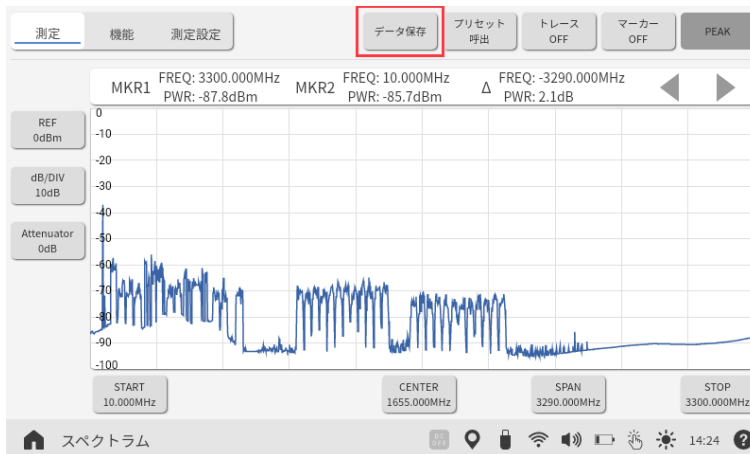 測定
機能
測定設定
データ保存
プリセット
呼出
トレース
OFF
マーカー
OFF
PEAK
MKR1
FREQ: 3300.000MHz
PWR: -87.8dBm
MKR2
FREQ: 10.000MHz
PWR: -85.7dBm
Δ
FREQ: -3290.000MHz
PWR: 2.1dB
REF
0dBm
dB/DIV
10dB
Attenuator
0dB
0
-10
-20
-30
-40
-50
-60
-70
-80
-90
-100
START
10.000MHz
CENTER
1655.000MHz
SPAN
3290.000MHz
STOP
3300.000MHz
スペクトラム
DC
OFF
14:24
?